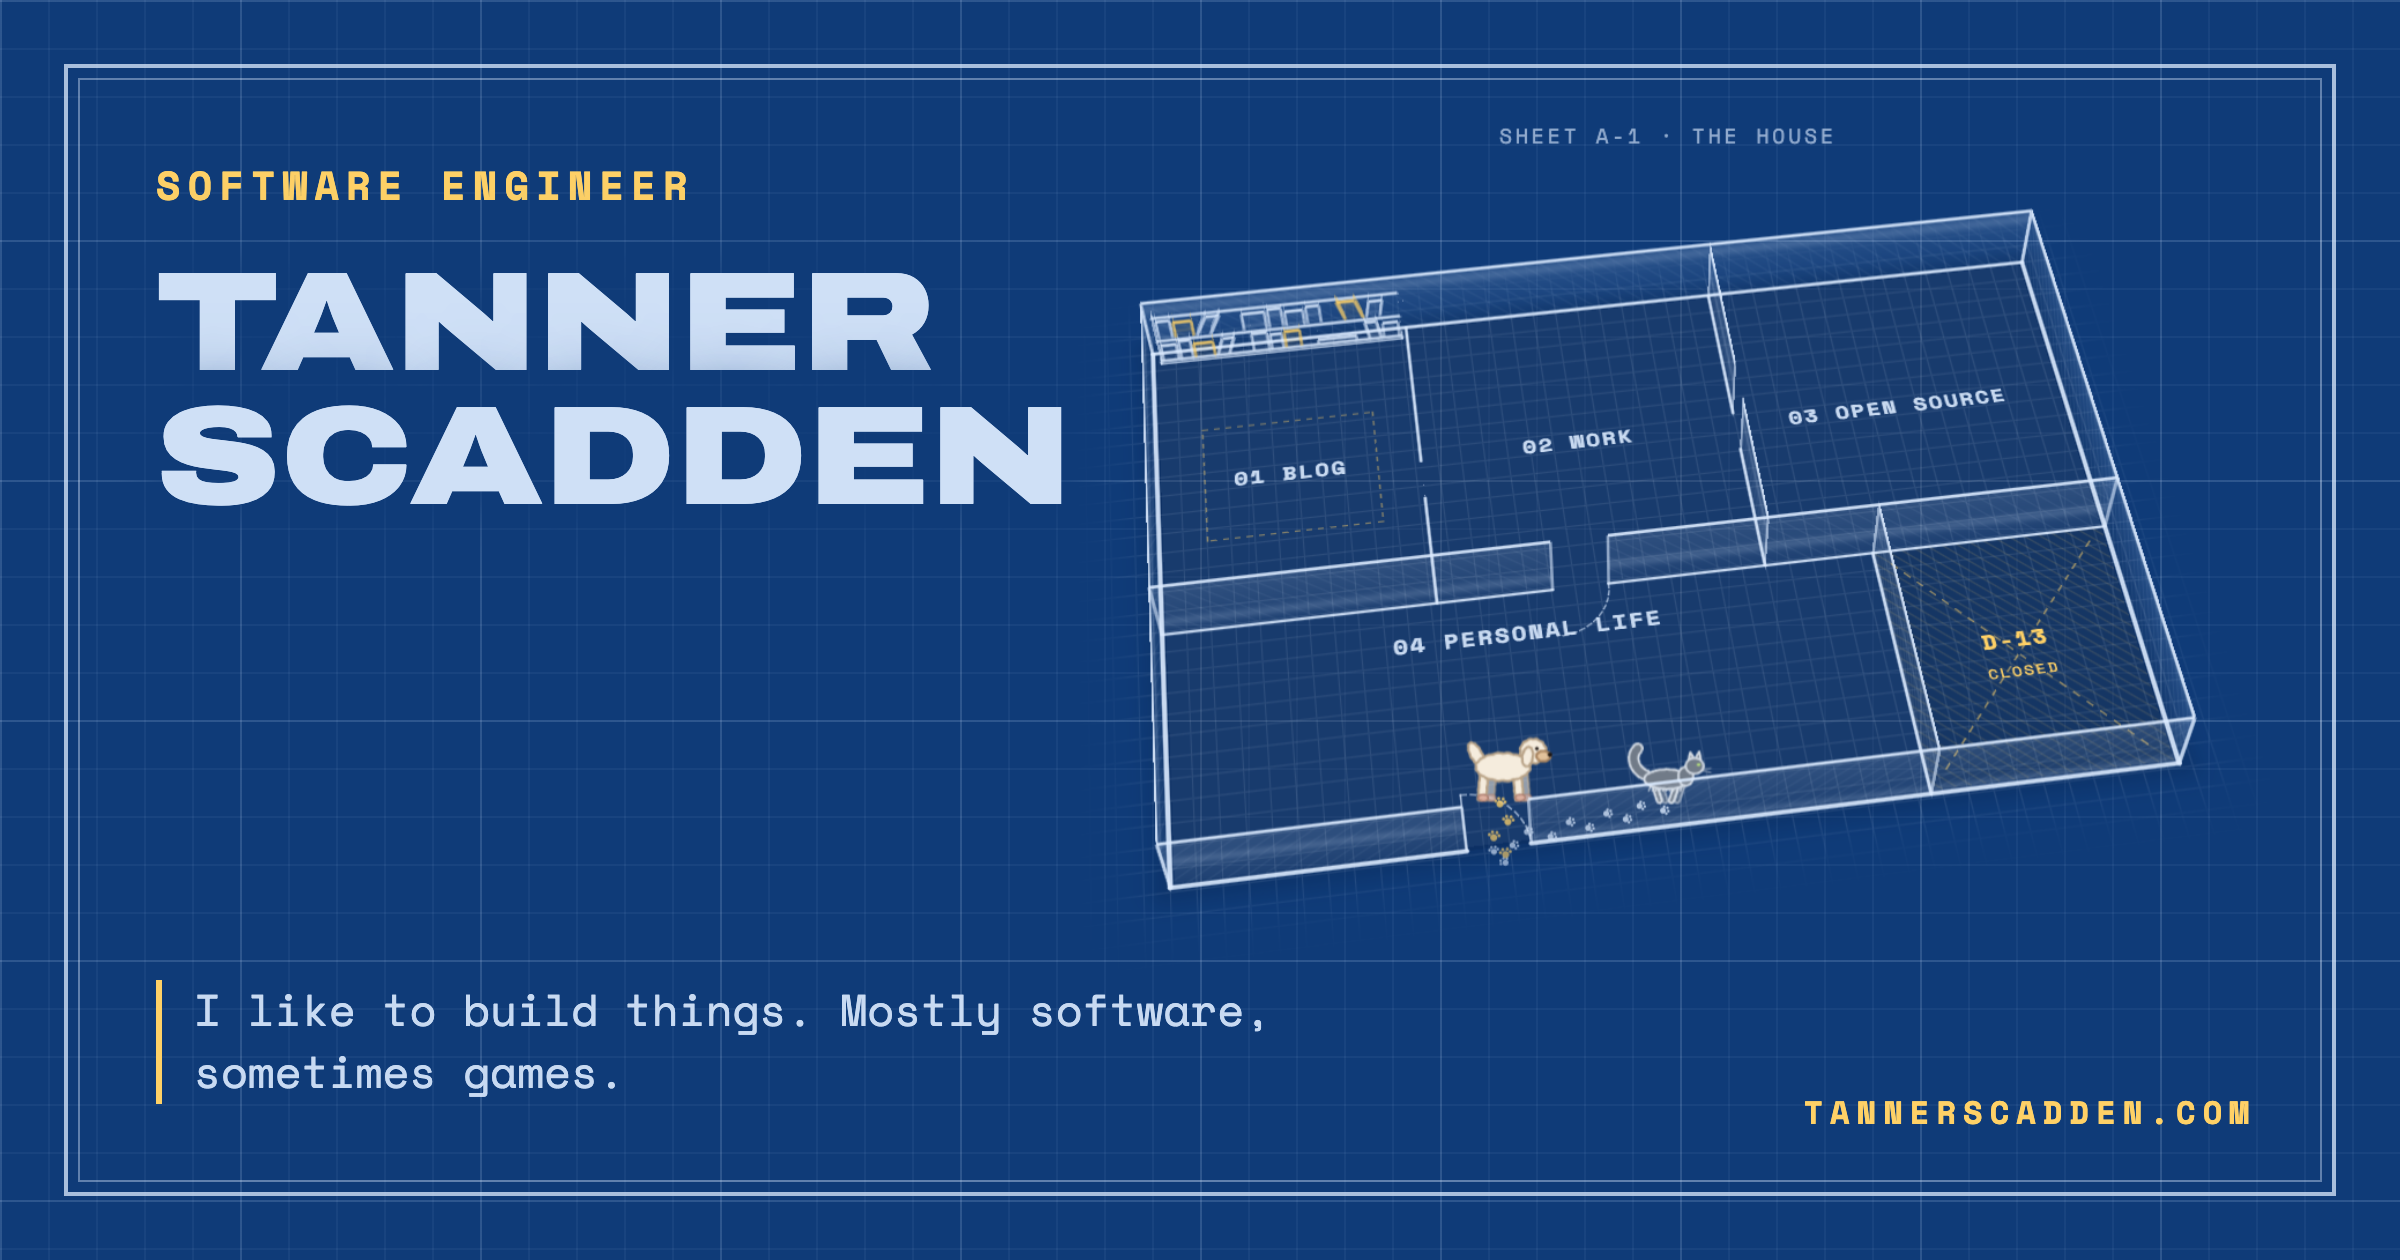 SHEET A-1 · THE HOUSE
SOFTWARE ENGINEER
TANNER
SCADDEN
01 BLOG
02 WORK
03 OPEN SOURCE
04 PERSONAL LIFE
D-13
CLOSED
I like to build things. Mostly software,
sometimes games.
TANNERSCADDEN.COM